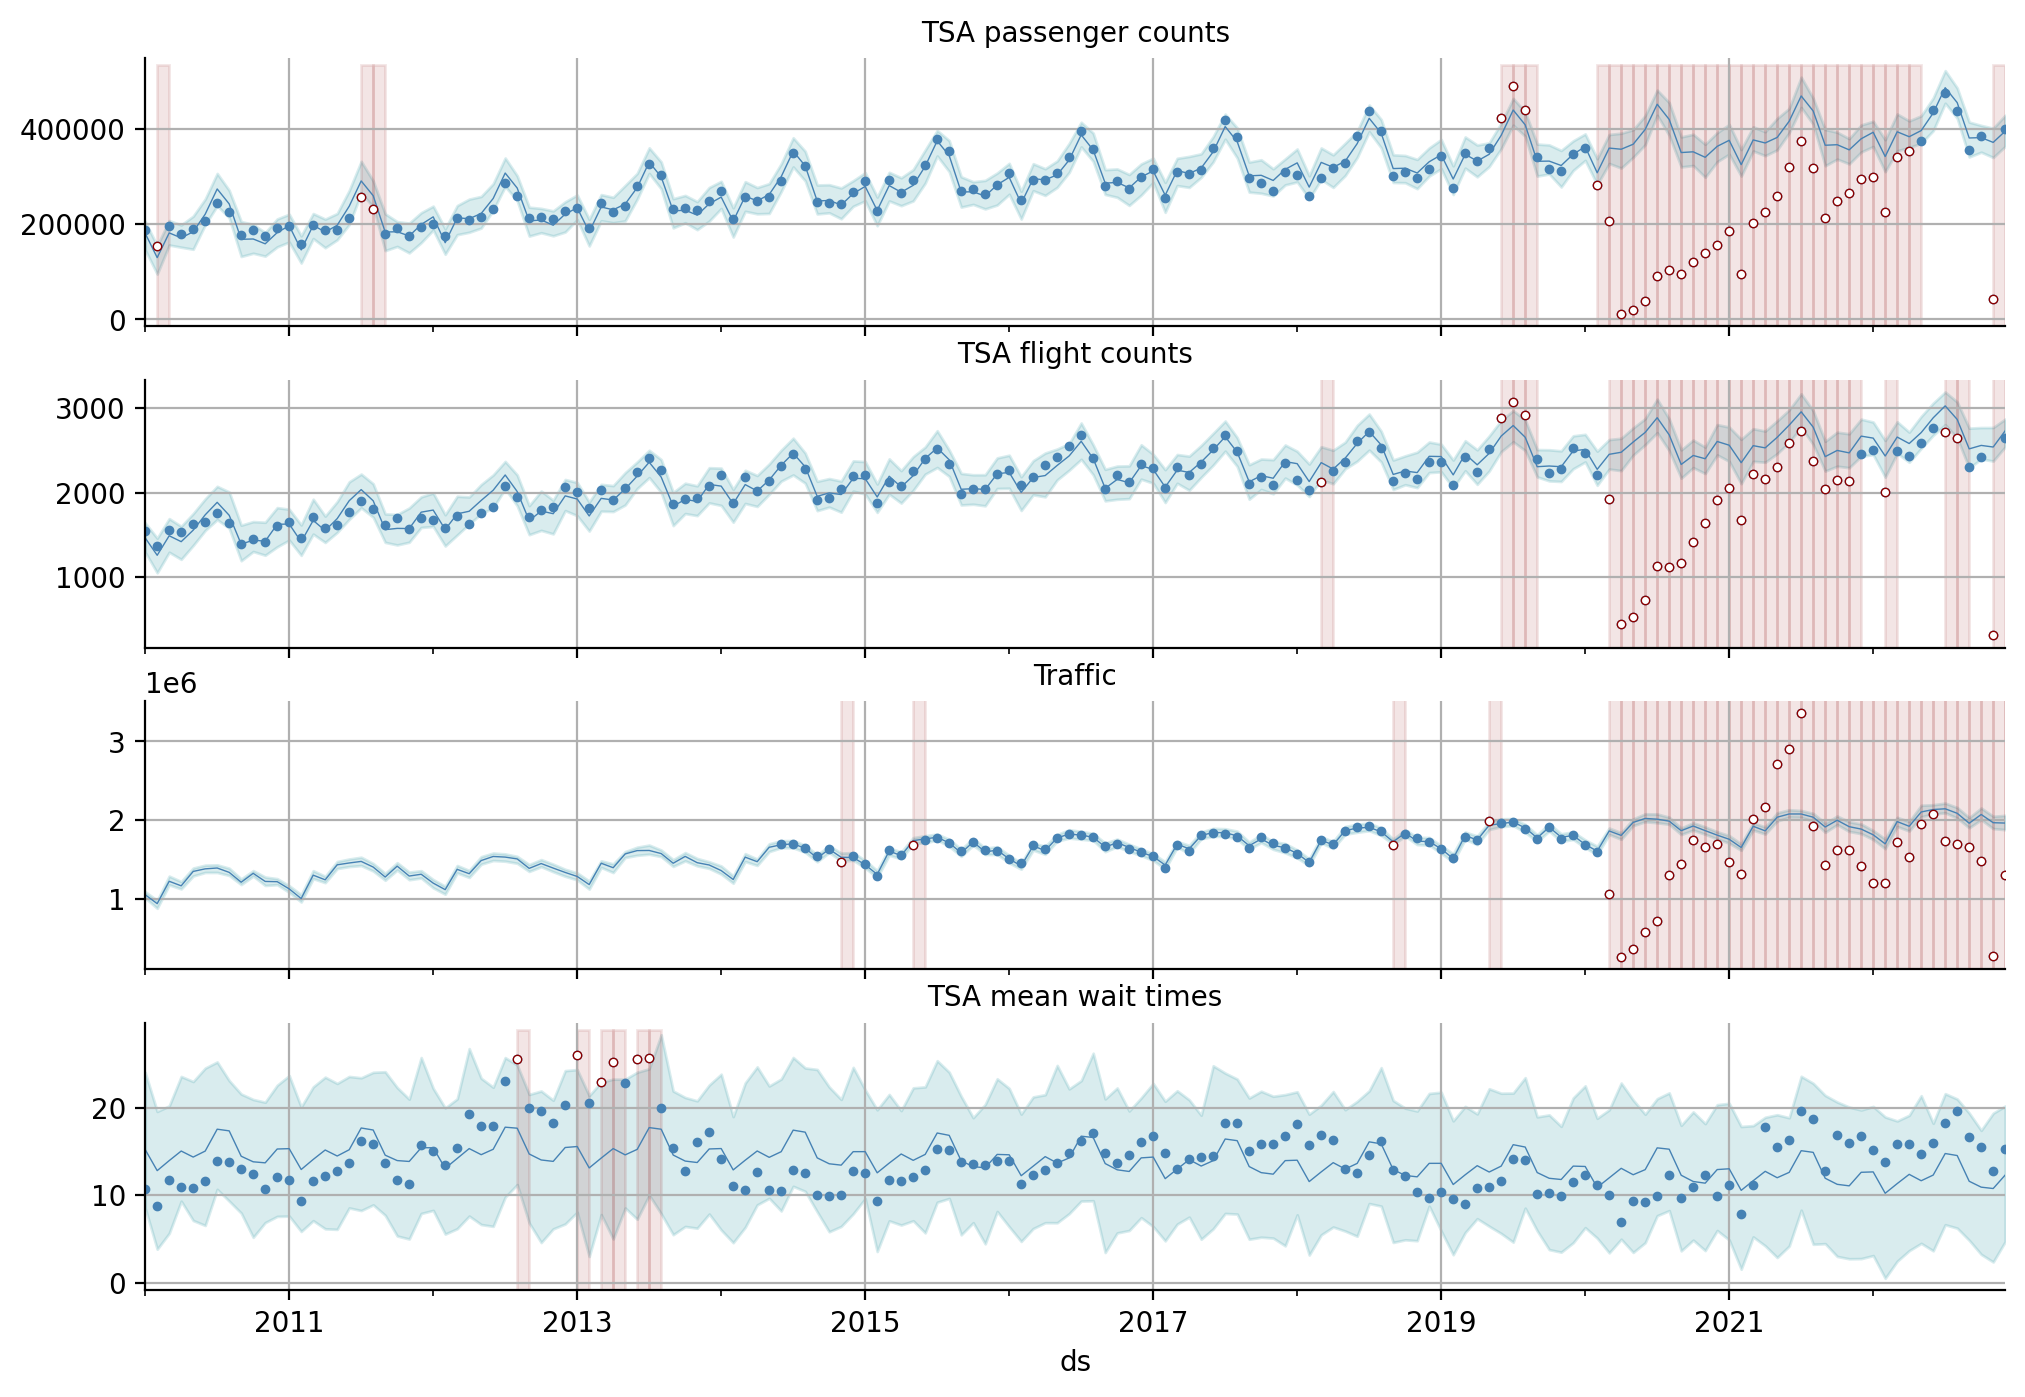 TSA passenger counts
400000
200000
0
TSA flight counts
3000
2000
1000
1e6
Traffic
3
2
1
TSA mean wait times
20
10
0
2011 2013 2015 2017 2019 2021
ds